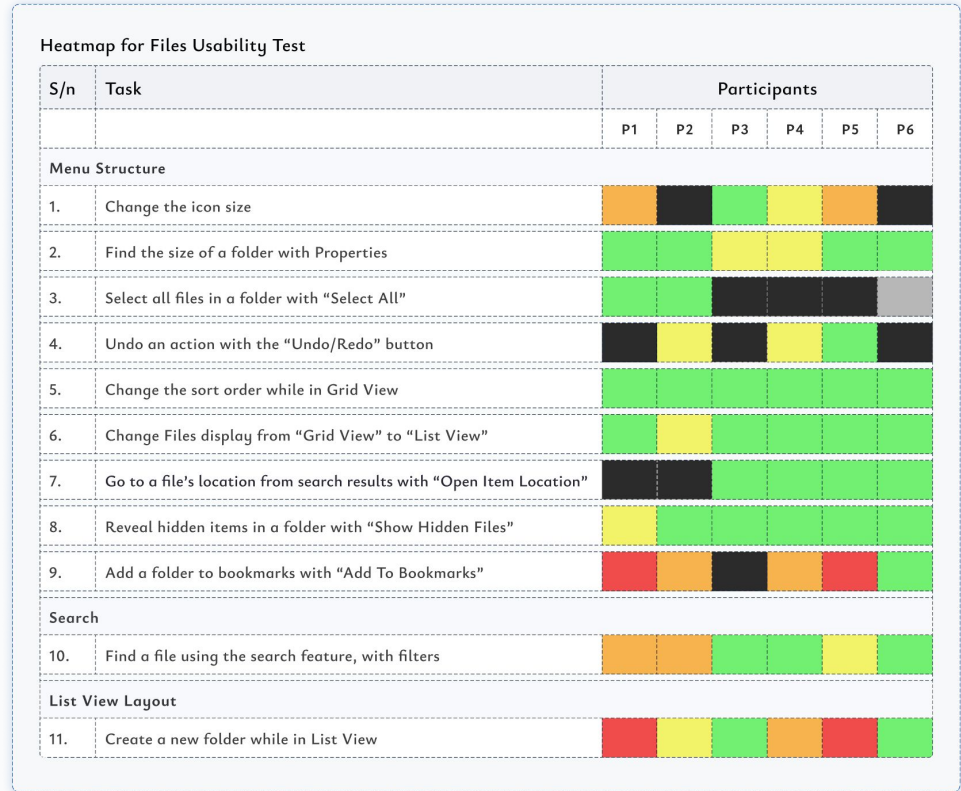 Heatmap for Files Usability Test
S/n Task Participants
P1 P2 P3 P4 P5 P6
Menu Structure
1. Change the icon size
2. Find the size of a folder with Properties
3. Select all files in a folder with “Select All”
4. Undo an action with the “Undo/Redo” button
5. Change the sort order while in Grid View
6. Change Files display from “Grid View” to “List View”
7. Go to a file’s location from search results with “Open Item Location”
8. Reveal hidden items in a folder with “Show Hidden Files”
9. Add a folder to bookmarks with “Add To Bookmarks”
Search
10. Find a file using the search feature, with filters
List View Layout
11. Create a new folder while in List View